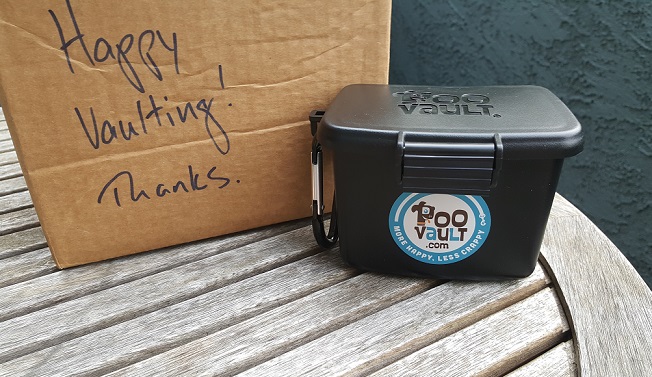 Happy
Vaulting!
Thanks.
POO
VAULT
POO
VAULT
.com
MORE HAPPY. LESS CRAPPY